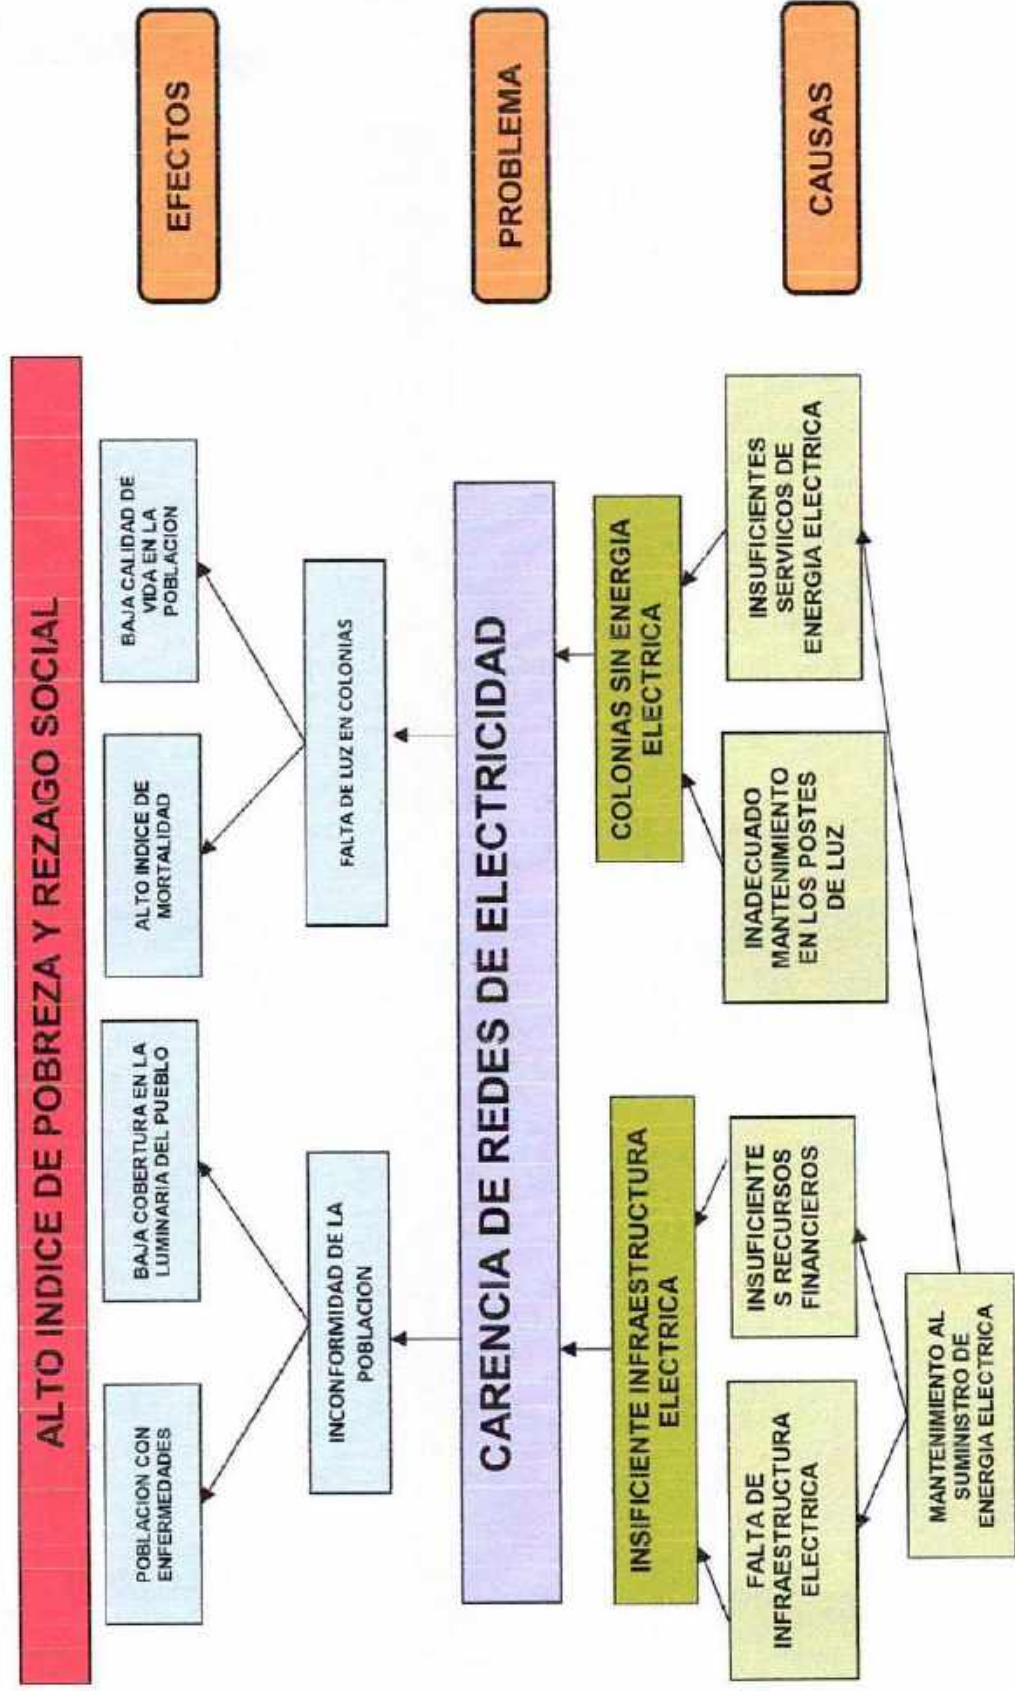 ALTO INDICE DE POBREZA Y REZAGO SOCIAL
EFECTOS
POBLACION CON
ENFERMEDADES
BAJA COBERTURA EN LA
LUMINARIA DEL PUEBLO
ALTO INDICE DE
MORTALIDAD
BAJA CALIDAD DE
VIDA EN LA
POBLACION
INCONFORMIDAD DE LA
POBLACION
FALTA DE LUZ EN COLONIAS
CARENCIA DE REDES DE ELECTRICIDAD
PROBLEMA
INSIFICIENTE INFRAESTRUCTURA
ELECTRICA
COLONIAS SIN ENERGIA
ELECTRICA
FALTA DE
INFRAESTRUCTURA
ELECTRICA
INSUFICIENTE
S RECURSOS
FINANCIEROS
INADECUADO
MANTENIMIENTO
EN LOS POSTES
DE LUZ
INSUFICIENTES
SERVIICOS DE
ENERGIA ELECTRICA
CAUSAS
MANTENIMIENTO AL
SUMINISTRO DE
ENERGIA ELECTRICA